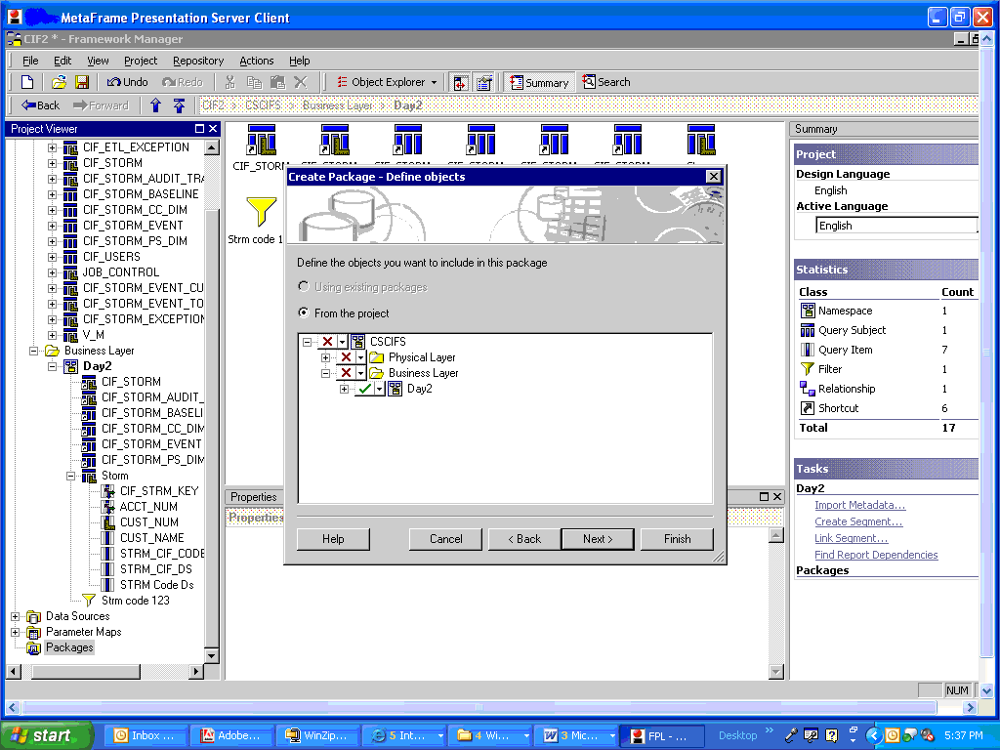 MetaFrame Presentation Server Client
CIF2 * - Framework Manager
File Edit View Project Repository Actions Help
Undo Redo Object Explorer Summary Search
Back Forward CIF2 > CSCIFS > Business Layer > Day2
Project Viewer
CIF_ETL_EXCEPTION
CIF_STORM
CIF_STORM_AUDIT_TRA
CIF_STORM_BASELINE
CIF_STORM_CC_DIM
CIF_STORM_EVENT
CIF_STORM_PS_DIM
CIF_USERS
JOB_CONTROL
CIF_STORM_EVENT_CU
CIF_STORM_EVENT_TO
CIF_STORM_EXCEPTION
V_M
Business Layer
Day2
CIF_STORM
CIF_STORM_AUDIT_
CIF_STORM_BASELI
CIF_STORM_CC_DIM
CIF_STORM_EVENT
CIF_STORM_PS_DIM
Storm
CIF_STRM_KEY
ACCT_NUM
CUST_NUM
CUST_NAME
STRM_CIF_CODE
STRM_CIF_DS
STRM Code Ds
Strm code 123
Data Sources
Parameter Maps
Packages
CIF_STORM
Strm code 1
Create Package - Define objects
Define the objects you want to include in this package
Using existing packages
From the project
CSCIFS
Physical Layer
Business Layer
Day2
Help Cancel < Back Next > Finish
Properties
Properties
Summary
Project
Design Language
English
Active Language
English
Statistics
Class Count
Namespace 1
Query Subject 1
Query Item 7
Filter 1
Relationship 1
Shortcut 6
Total 17
Tasks
Day2
Import Metadata...
Create Segment...
Link Segment...
Find Report Dependencies
Packages
NUM
start Inbox ... Adobe... WinZip... 5 Int... 4 Wi... 3 Mic... FPL - ... Desktop » 5:37 PM